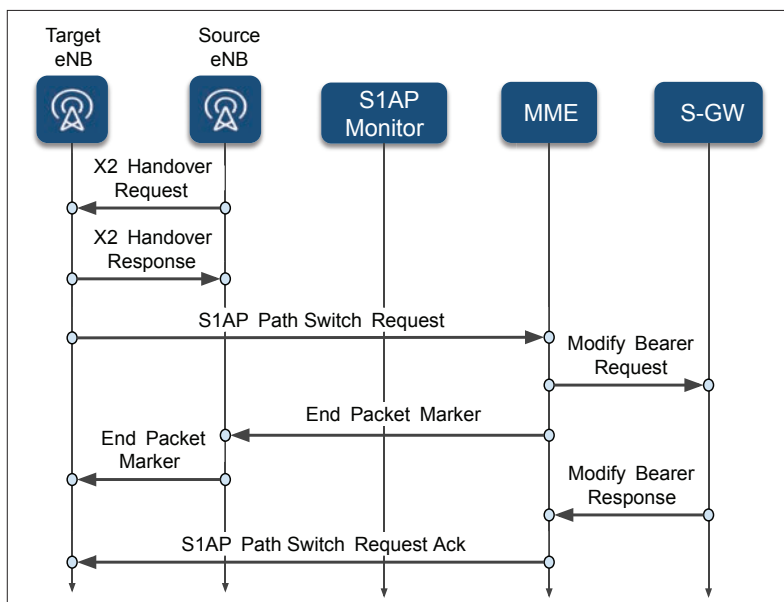 Target
eNB
Source
eNB
S1AP
Monitor
MME
S-GW
X2 Handover
Request
X2 Handover
Response
S1AP Path Switch Request
Modify Bearer
Request
End Packet Marker
End Packet
Marker
Modify Bearer
Response
S1AP Path Switch Request Ack